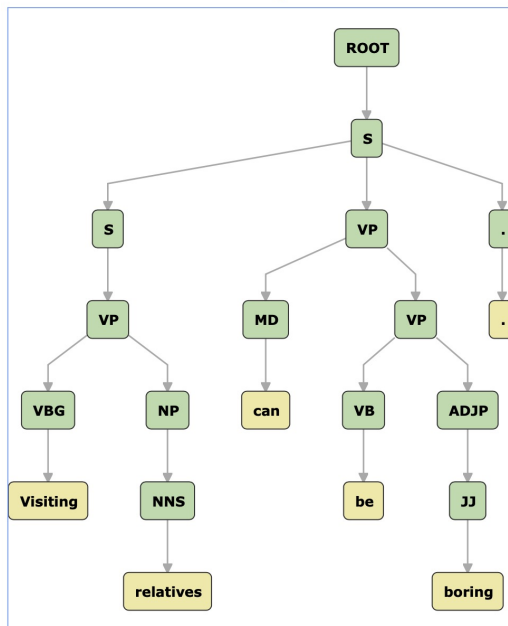 ROOT
S
S VP .
VP MD VP .
VBG NP can VB ADJP
Visiting NNS be JJ
relatives boring